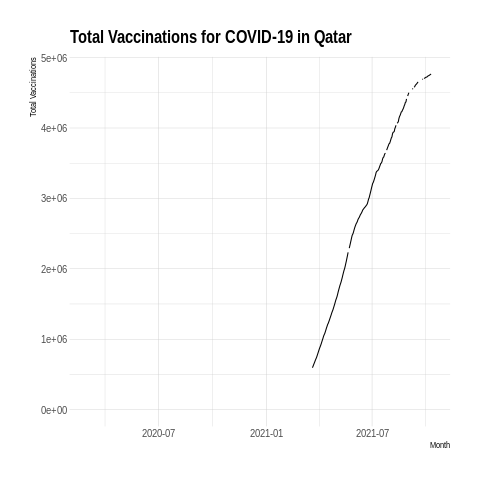 Total Vaccinations for COVID-19 in Qatar
Total Vaccinations
5e+06
4e+06
3e+06
2e+06
1e+06
0e+00
2020-07 2021-01 2021-07
Month